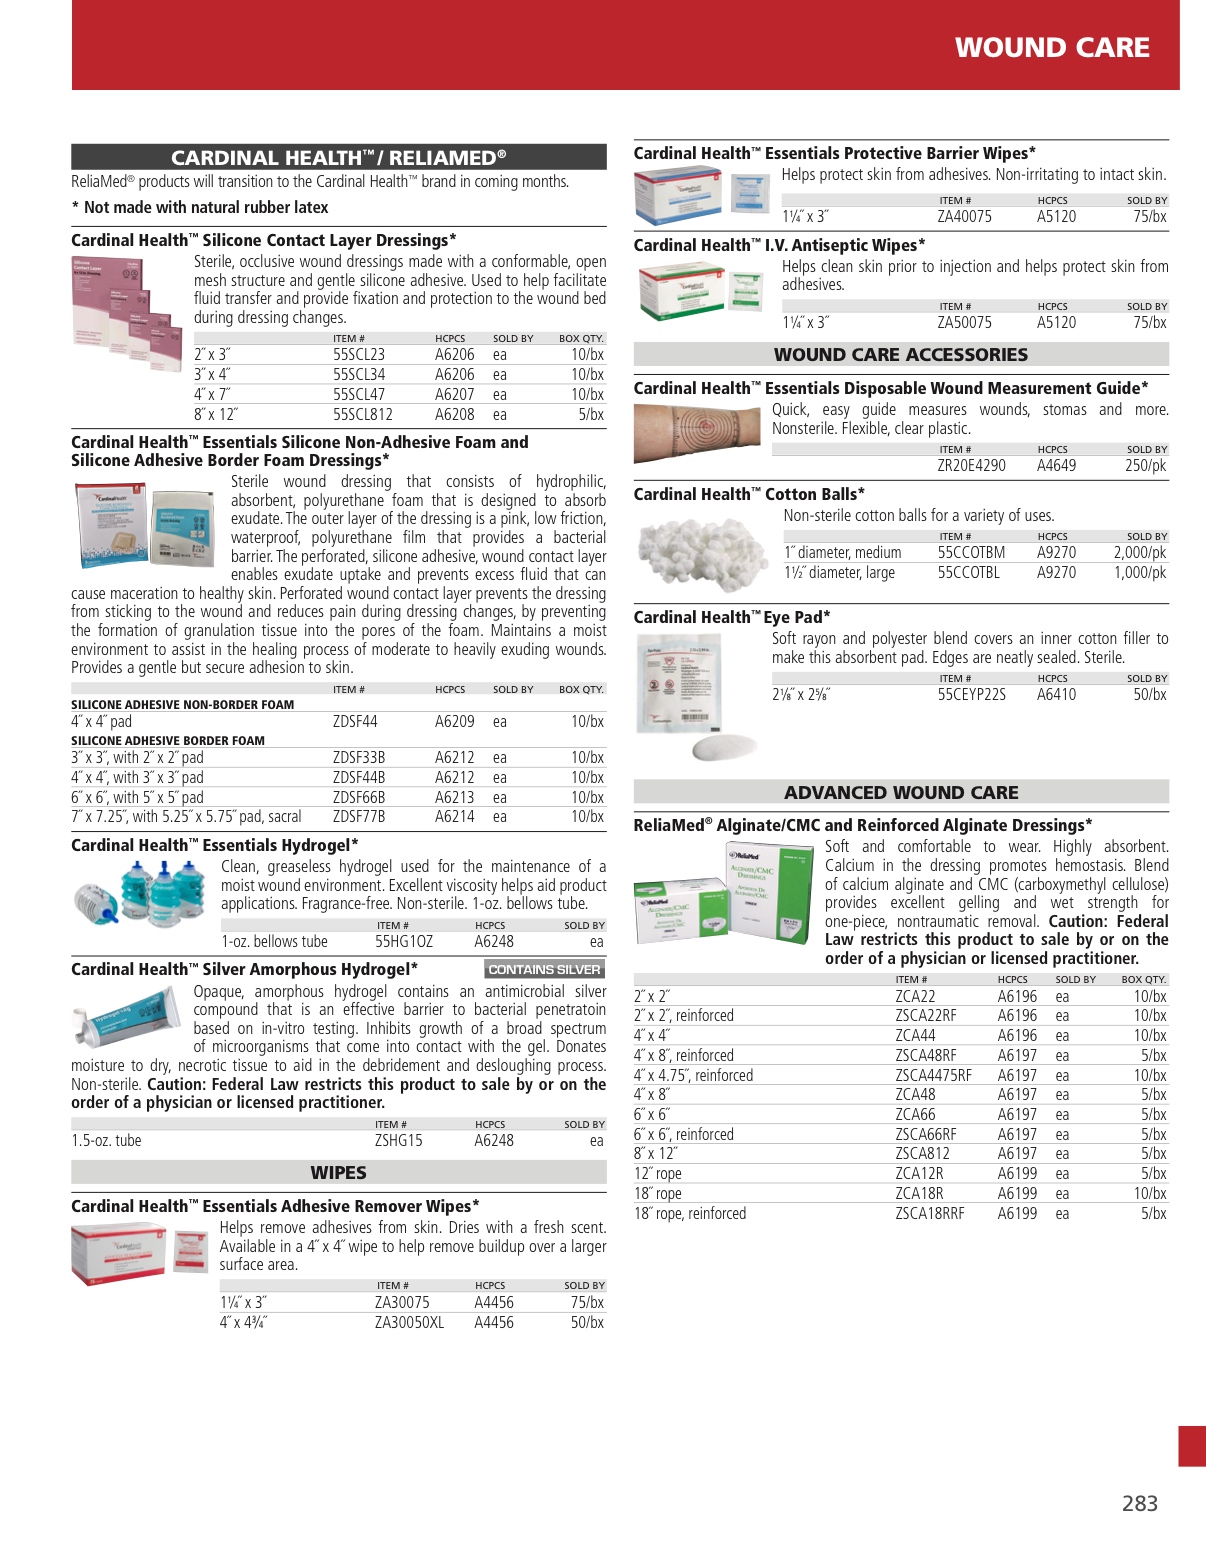 WOUND CARE
CARDINAL HEALTH™ / RELIAMED®
ReliaMed® products will transition to the Cardinal Health™ brand in coming months.
* Not made with natural rubber latex
Cardinal Health™ Silicone Contact Layer Dressings*
Sterile, occlusive wound dressings made with a conformable, open
mesh structure and gentle silicone adhesive. Used to help facilitate
fluid transfer and provide fixation and protection to the wound bed
during dressing changes.
ITEM # HCPCS SOLD BY BOX QTY.
2˝ x 3˝ 55SCL23 A6206 ea 10/bx
3˝ x 4˝ 55SCL34 A6206 ea 10/bx
4˝ x 7˝ 55SCL47 A6207 ea 10/bx
8˝ x 12˝ 55SCL812 A6208 ea 5/bx
Cardinal Health™ Essentials Silicone Non-Adhesive Foam and
Silicone Adhesive Border Foam Dressings*
Sterile wound dressing that consists of hydrophilic,
absorbent, polyurethane foam that is designed to absorb
exudate. The outer layer of the dressing is a pink, low friction,
waterproof, polyurethane film that provides a bacterial
barrier. The perforated, silicone adhesive, wound contact layer
enables exudate uptake and prevents excess fluid that can
cause maceration to healthy skin. Perforated wound contact layer prevents the dressing
from sticking to the wound and reduces pain during dressing changes, by preventing
the formation of granulation tissue into the pores of the foam. Maintains a moist
environment to assist in the healing process of moderate to heavily exuding wounds.
Provides a gentle but secure adhesion to skin.
ITEM # HCPCS SOLD BY BOX QTY.
SILICONE ADHESIVE NON-BORDER FOAM
4˝ x 4˝ pad ZDSF44 A6209 ea 10/bx
SILICONE ADHESIVE BORDER FOAM
3˝ x 3˝, with 2˝ x 2˝ pad ZDSF33B A6212 ea 10/bx
4˝ x 4˝, with 3˝ x 3˝ pad ZDSF44B A6212 ea 10/bx
6˝ x 6˝, with 5˝ x 5˝ pad ZDSF66B A6213 ea 10/bx
7˝ x 7.25˝, with 5.25˝ x 5.75˝ pad, sacral ZDSF77B A6214 ea 10/bx
Cardinal Health™ Essentials Hydrogel*
Clean, greaseless hydrogel used for the maintenance of a
moist wound environment. Excellent viscosity helps aid product
applications. Fragrance-free. Non-sterile. 1-oz. bellows tube.
ITEM # HCPCS SOLD BY
1-oz. bellows tube 55HG1OZ A6248 ea
Cardinal Health™ Silver Amorphous Hydrogel* CONTAINS SILVER
Opaque, amorphous hydrogel contains an antimicrobial silver
compound that is an effective barrier to bacterial penetratoin
based on in-vitro testing. Inhibits growth of a broad spectrum
of microorganisms that come into contact with the gel. Donates
moisture to dry, necrotic tissue to aid in the debridement and desloughing process.
Non-sterile. Caution: Federal Law restricts this product to sale by or on the
order of a physician or licensed practitioner.
ITEM # HCPCS SOLD BY
1.5-oz. tube ZSHG15 A6248 ea
WIPES
Cardinal Health™ Essentials Adhesive Remover Wipes*
Helps remove adhesives from skin. Dries with a fresh scent.
Available in a 4˝ x 4˝ wipe to help remove buildup over a larger
surface area.
ITEM # HCPCS SOLD BY
1¼˝ x 3˝ ZA30075 A4456 75/bx
4˝ x 4¾˝ ZA30050XL A4456 50/bx
Cardinal Health™ Essentials Protective Barrier Wipes*
Helps protect skin from adhesives. Non-irritating to intact skin.
ITEM # HCPCS SOLD BY
1¼˝ x 3˝ ZA40075 A5120 75/bx
Cardinal Health™ I.V. Antiseptic Wipes*
Helps clean skin prior to injection and helps protect skin from
adhesives.
ITEM # HCPCS SOLD BY
1¼˝ x 3˝ ZA50075 A5120 75/bx
WOUND CARE ACCESSORIES
Cardinal Health™ Essentials Disposable Wound Measurement Guide*
Quick, easy guide measures wounds, stomas and more.
Nonsterile. Flexible, clear plastic.
ITEM # HCPCS SOLD BY
ZR20E4290 A4649 250/pk
Cardinal Health™ Cotton Balls*
Non-sterile cotton balls for a variety of uses.
ITEM # HCPCS SOLD BY
1˝ diameter, medium 55CCOTBM A9270 2,000/pk
1½˝ diameter, large 55CCOTBL A9270 1,000/pk
Cardinal Health™ Eye Pad*
Soft rayon and polyester blend covers an inner cotton filler to
make this absorbent pad. Edges are neatly sealed. Sterile.
ITEM # HCPCS SOLD BY
2⅛˝ x 2⅝˝ 55CEYP22S A6410 50/bx
ADVANCED WOUND CARE
ReliaMed® Alginate/CMC and Reinforced Alginate Dressings*
Soft and comfortable to wear. Highly absorbent.
Calcium in the dressing promotes hemostasis. Blend
of calcium alginate and CMC (carboxymethyl cellulose)
provides excellent gelling and wet strength for
one-piece, nontraumatic removal. Caution: Federal
Law restricts this product to sale by or on the
order of a physician or licensed practitioner.
ITEM # HCPCS SOLD BY BOX QTY.
2˝ x 2˝ ZCA22 A6196 ea 10/bx
2˝ x 2˝, reinforced ZSCA22RF A6196 ea 10/bx
4˝ x 4˝ ZCA44 A6196 ea 10/bx
4˝ x 8˝, reinforced ZSCA48RF A6197 ea 5/bx
4˝ x 4.75˝, reinforced ZSCA4475RF A6197 ea 10/bx
4˝ x 8˝ ZCA48 A6197 ea 5/bx
6˝ x 6˝ ZCA66 A6197 ea 5/bx
6˝ x 6˝, reinforced ZSCA66RF A6197 ea 5/bx
8˝ x 12˝ ZSCA812 A6197 ea 5/bx
12˝ rope ZCA12R A6199 ea 5/bx
18˝ rope ZCA18R A6199 ea 10/bx
18˝ rope, reinforced ZSCA18RRF A6199 ea 5/bx
283